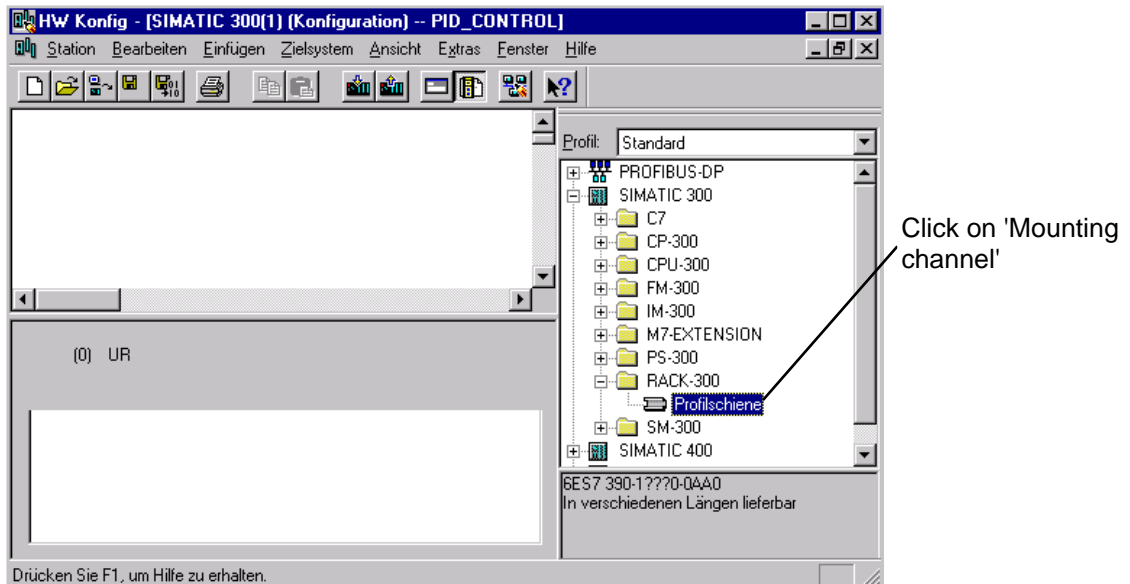 HW Konfig - [SIMATIC 300(1) (Konfiguration) -- PID_CONTROL]
Station Bearbeiten Einfügen Zielsystem Ansicht Extras Fenster Hilfe
Profil: Standard
PROFIBUS-DP
SIMATIC 300
C7
CP-300
CPU-300
FM-300
IM-300
M7-EXTENSION
PS-300
RACK-300
Profilschiene
SM-300
SIMATIC 400
Click on 'Mounting
channel'
(0) UR
6ES7 390-1???0-0AA0
In verschiedenen Längen lieferbar
Drücken Sie F1, um Hilfe zu erhalten.